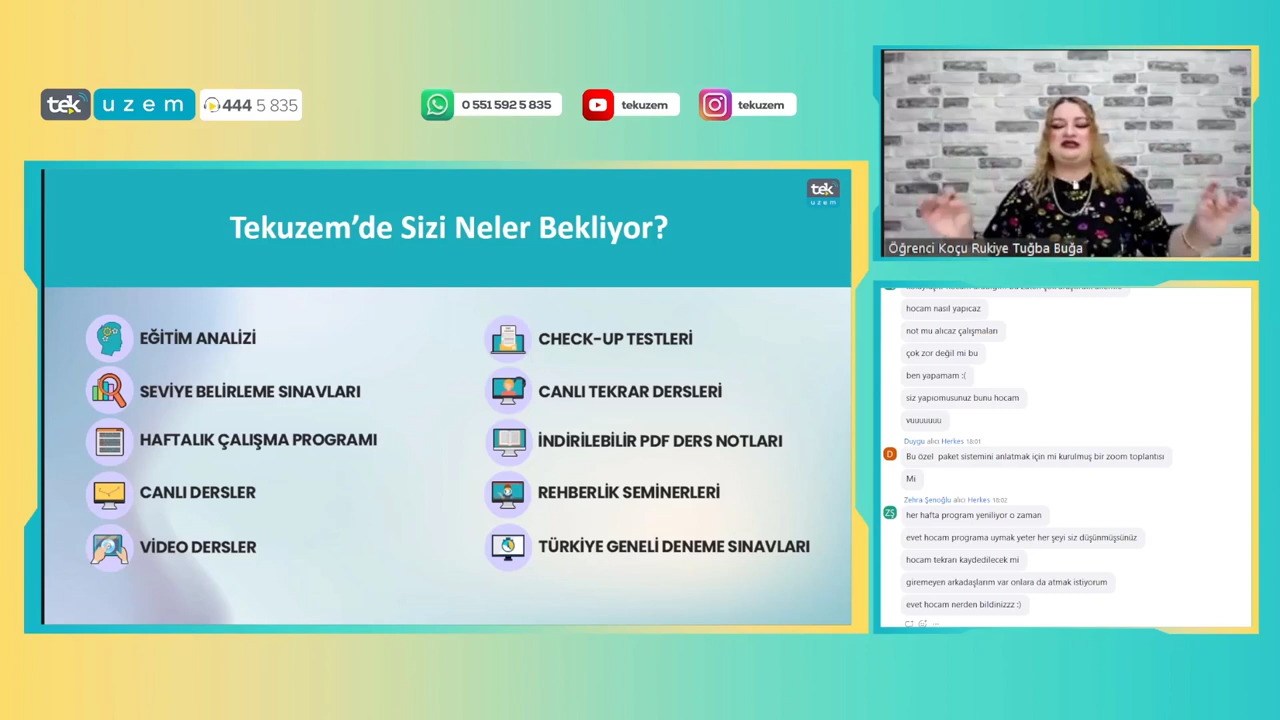 tek uzem 444 5 835
0 551 592 5 835
tekuzem
tekuzem
tek
uzem
Tekuzem’de Sizi Neler Bekliyor?
EĞİTİM ANALİZİ
SEVİYE BELİRLEME SINAVLARI
HAFTALIK ÇALIŞMA PROGRAMI
CANLI DERSLER
VİDEO DERSLER
CHECK-UP TESTLERİ
CANLI TEKRAR DERSLERİ
İNDİRİLEBİLİR PDF DERS NOTLARI
REHBERLİK SEMİNERLERİ
TÜRKİYE GENELİ DENEME SINAVLARI
Öğrenci Koçu Rukiye Tuğba Buğa
hocam nasıl yapıcaz
not mu alıcaz çalışmaları
çok zor değil mi bu
ben yapamam :(
siz yapıomusunuz bunu hocam
vuuuuuuu
Duygu alıcı Herkes 18:01
D
Bu özel paket sistemini anlatmak için mi kurulmuş bir zoom toplantısı
Mi
Zehra Şenoğlu alıcı Herkes 18:02
ZŞ
her hafta program yeniliyor o zaman
evet hocam programa uymak yeter her şeyi siz düşünmüşsünüz
hocam tekrarı kaydedilecek mi
giremeyen arkadaşlarım var onlara da atmak istiyorum
evet hocam nerden bildinizzz :)